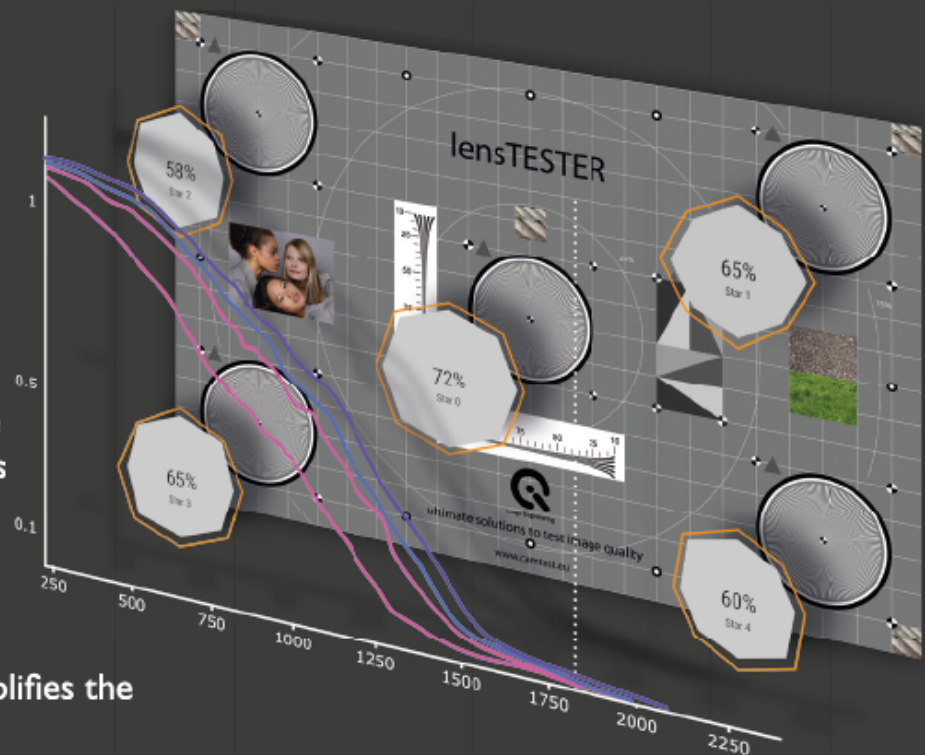 lensTESTER
58%
Star 2
65%
Star 1
72%
Star 0
65%
Star 3
60%
Star 4
ultimate solutions to test image quality
www.camtest.eu
1
0.5
0.1
250
500
750
1000
1250
1500
1750
2000
2250
s
plifies the